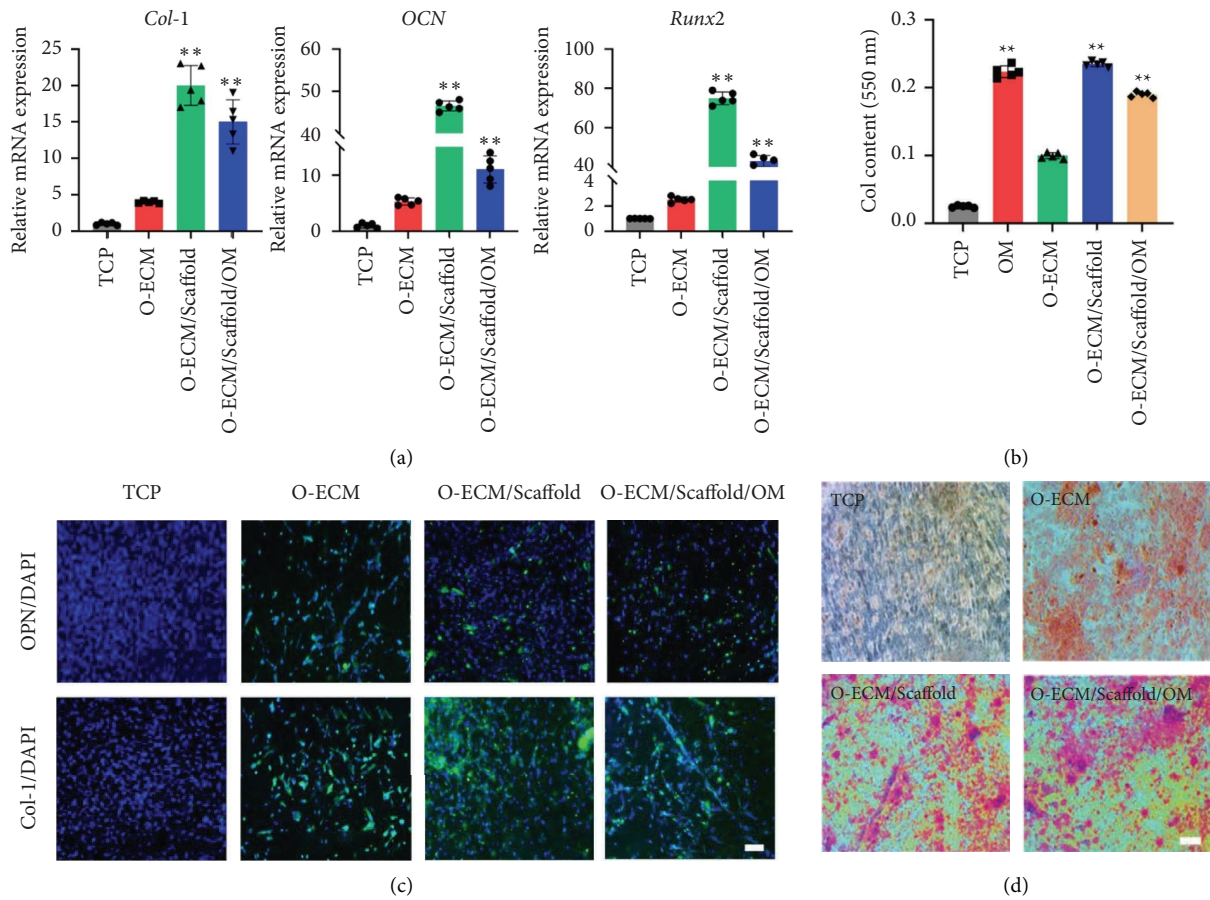 Col-1
Relative mRNA expression
25
20
15
10
5
0
**
**
TCP
O-ECM
O-ECM/Scaffold
O-ECM/Scaffold/OM
OCN
Relative mRNA expression
60
50
40
10
0
**
**
TCP
O-ECM
O-ECM/Scaffold
O-ECM/Scaffold/OM
Runx2
Relative mRNA expression
100
80
60
40
4
2
0
**
**
TCP
O-ECM
O-ECM/Scaffold
O-ECM/Scaffold/OM
(a)
Col content (550 nm)
0.3
0.2
0.1
0.0
**
**
**
TCP
OM
O-ECM
O-ECM/Scaffold
O-ECM/Scaffold/OM
(b)
TCP
O-ECM
O-ECM/Scaffold
O-ECM/Scaffold/OM
OPN/DAPI
Col-1/DAPI
(c)
TCP
O-ECM
O-ECM/Scaffold
O-ECM/Scaffold/OM
(d)